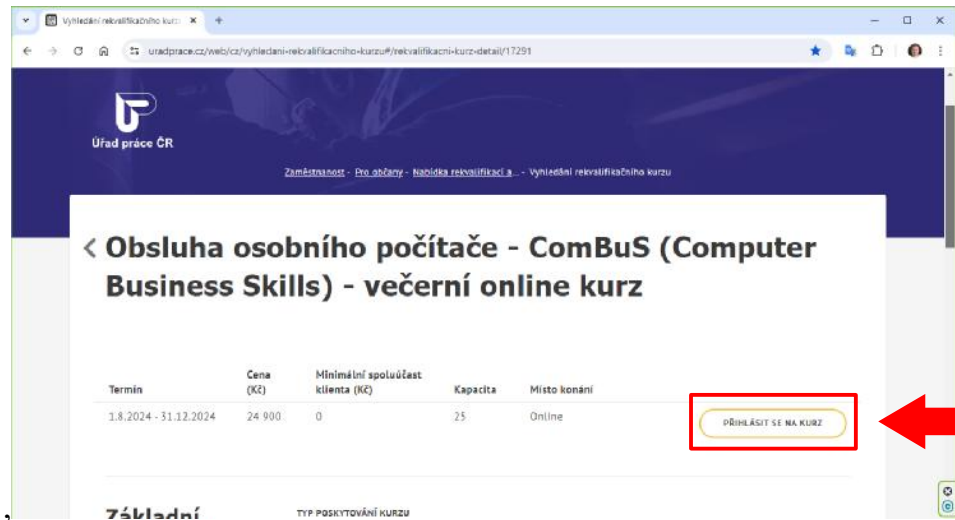 Vyhledání rekvalifikačního kurz
uradprace.cz/web/cz/vyhledani-rekvalifikacniho-kurzu#/rekvalifikacni-kurz-detail/17291
Úřad práce ČR
Zaměstnanost - Pro občany - Nabídka rekvalifikací a... - Vyhledání rekvalifikačního kurzu
< Obsluha osobního počítače - ComBuS (Computer
Business Skills) - večerní online kurz
Termín Cena (Kč) Minimální spoluúčast klienta (Kč) Kapacita Místo konání
1.8.2024 - 31.12.2024 24 900 0 25 Online PŘIHLÁSIT SE NA KURZ
Základní TYP POSKYTOVÁNÍ KURZU
,